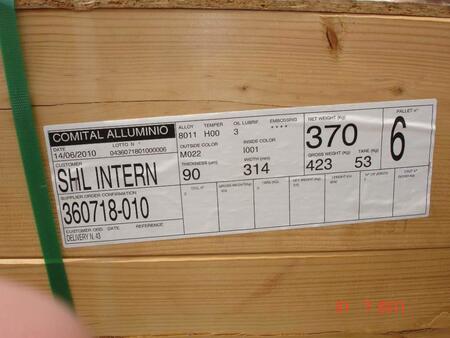 COMITAL ALLUMINIO
ALLOY TEMPER OIL LUBRIF. EMBOSSING
8011 H00 3 ****
NET WEIGHT (Kg)
370
PALLET n°
6
DATE LOTTO N°
14/06/2010 0436071801000006
OUTSIDE COLOR INSIDE COLOR
M022 I001
CUSTOMER
SHL INTERN
THICKNESS (µm) WIDTH (mm)
90 314
GROSS WEIGHT (Kg) TARE (Kg)
423 53
SUPPLIER ORDER CONFIRMATION
360718-010
CUSTOMER ORD. DATE REFERENCE
DELIVERY N. 43